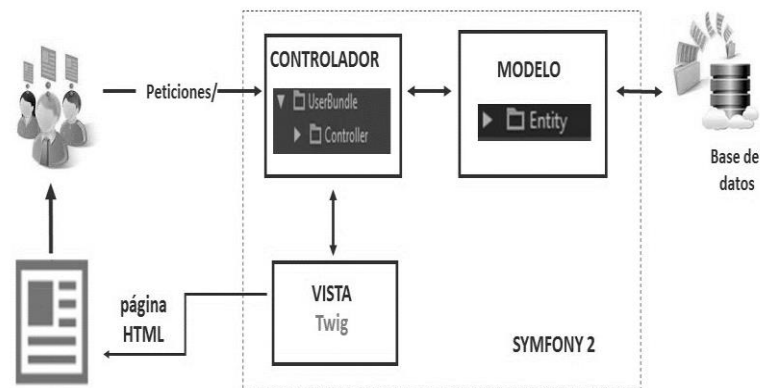 CONTROLADOR
UserBundle
Controller
MODELO
Entity
Peticiones/
Base de
datos
VISTA
Twig
página
HTML
SYMFONY 2